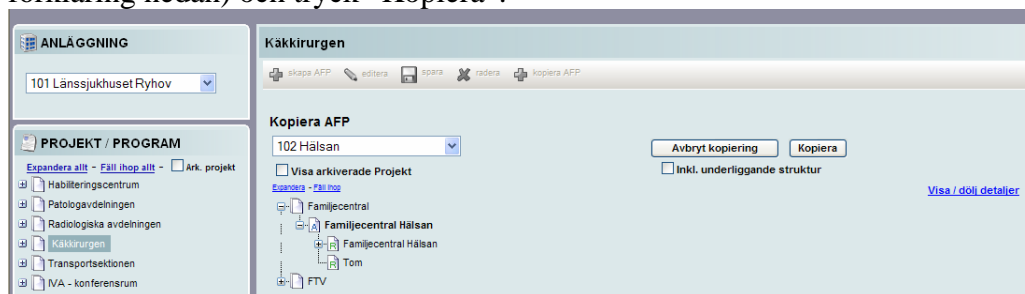 förklaring nedan) och tryck "Kopiera".
ANLÄGGNING
101 Länssjukhuset Ryhov
PROJEKT / PROGRAM
Expandera allt - Fäll ihop allt - Ark. projekt
Habiliteringscentrum
Patologavdelningen
Radiologiska avdelningen
Käkkirurgen
Transportsektionen
IVA - konferensrum
Käkkirurgen
skapa AFP editera spara radera kopiera AFP
Kopiera AFP
102 Hälsan
Avbryt kopiering Kopiera
Visa arkiverade Projekt
Inkl. underliggande struktur
Expandera - Fäll ihop
Visa / dölj detaljer
Familjecentral
A Familjecentral Hälsan
R Familjecentral Hälsan
R Tom
FTV